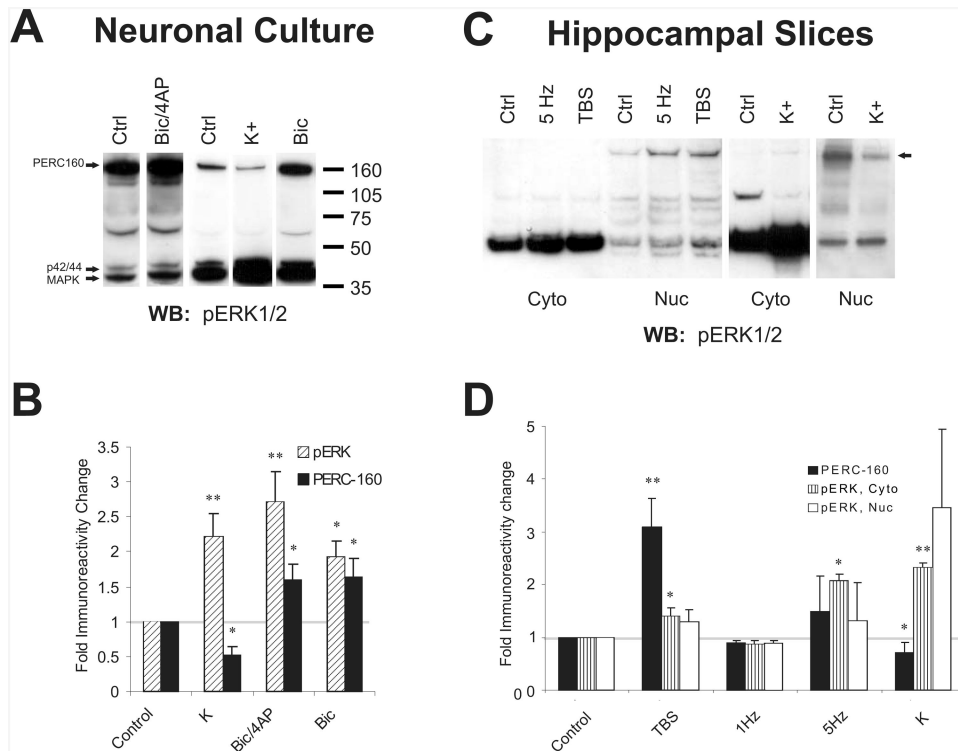 A Neuronal Culture
Ctrl
Bic/4AP
Ctrl
K+
Bic
PERC160
p42/44
MAPK
160
105
75
50
35
WB: pERK1/2
C Hippocampal Slices
Ctrl
5 Hz
TBS
Ctrl
5 Hz
TBS
Ctrl
K+
Ctrl
K+
Cyto
Nuc
Cyto
Nuc
WB: pERK1/2
B
Fold Immunoreactivity Change
3.5
3
2.5
2
1.5
1
0.5
0
pERK
PERC-160
**
*
**
*
*
*
Control
K
Bic/4AP
Bic
D
Fold Immunoreactivity change
5
4
3
2
1
0 0
PERC-160
pERK, Cyto
pERK, Nuc
**
*
*
*
**
Control
TBS
1Hz
5Hz
K